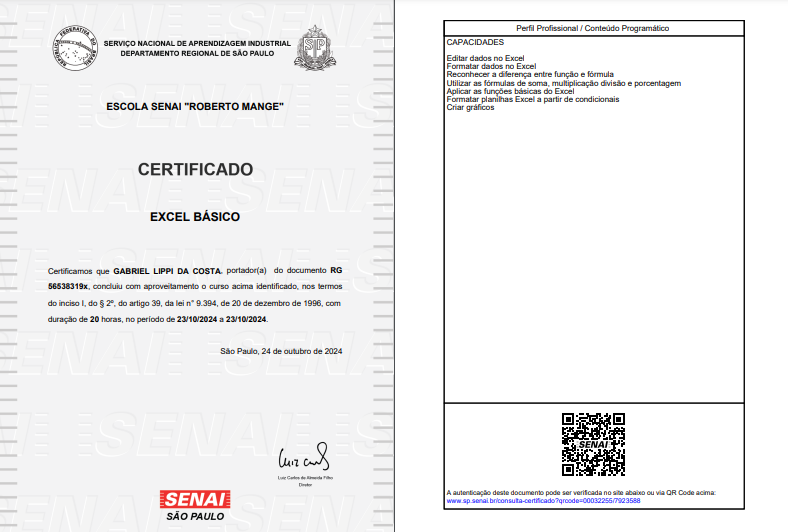 SERVIÇO NACIONAL DE APRENDIZAGEM INDUSTRIAL
DEPARTAMENTO REGIONAL DE SÃO PAULO
ESCOLA SENAI "ROBERTO MANGE"
CERTIFICADO
EXCEL BÁSICO
Certificamos que GABRIEL LIPPI DA COSTA, portador(a) do documento RG
56538319x, concluiu com aproveitamento o curso acima identificado, nos termos
do inciso I, do § 2º, do artigo 39, da lei n° 9.394, de 20 de dezembro de 1996, com
duração de 20 horas, no período de 23/10/2024 a 23/10/2024.
São Paulo, 24 de outubro de 2024
Luiz Carlos de Almeida Filho
Diretor
SENAI
SÃO PAULO
Perfil Profissional / Conteúdo Programático
CAPACIDADES
Editar dados no Excel
Formatar dados no Excel
Reconhecer a diferença entre função e fórmula
Utilizar as fórmulas de soma, multiplicação divisão e porcentagem
Aplicar as funções básicas do Excel
Formatar planilhas Excel a partir de condicionais
Criar gráficos
SENAI
A autenticação deste documento pode ser verificada no site abaixo ou via QR Code acima:
www.sp.senai.br/consulta-certificado?qrcode=00032255/7923588